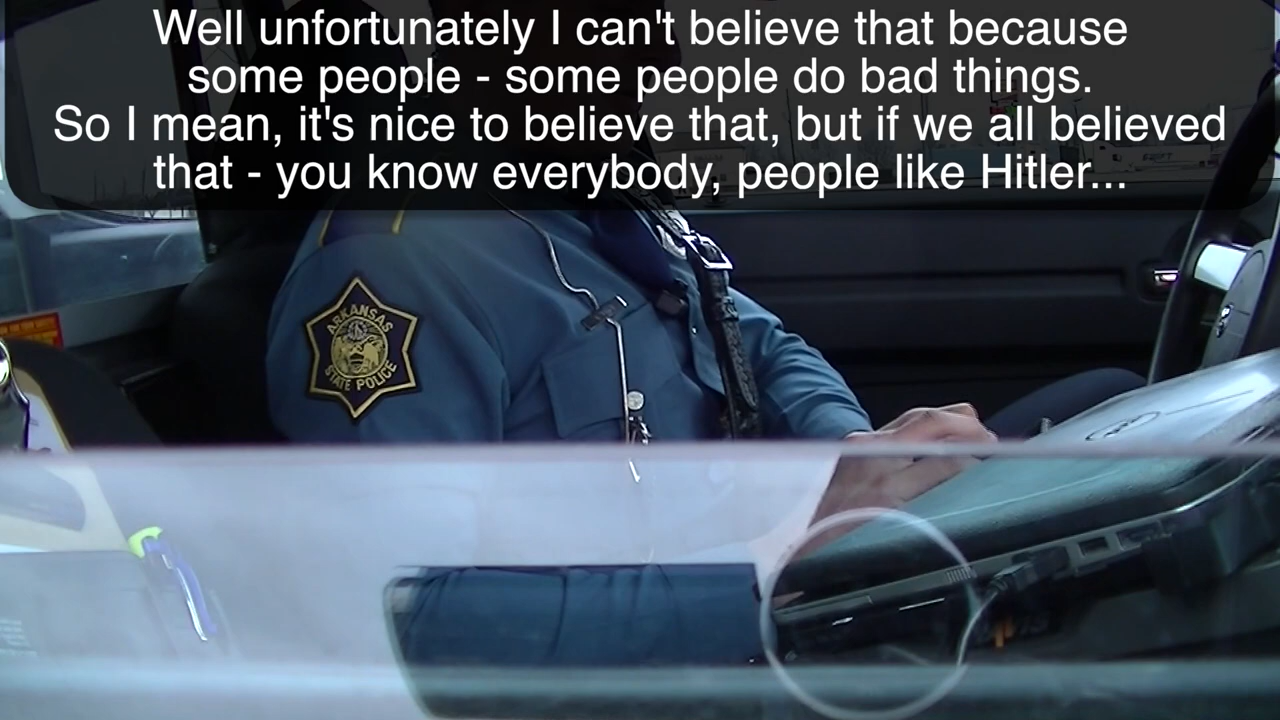 Well unfortunately I can't believe that because
some people - some people do bad things.
So I mean, it's nice to believe that, but if we all believed
that - you know everybody, people like Hitler...
ARKANSAS
STATE POLICE